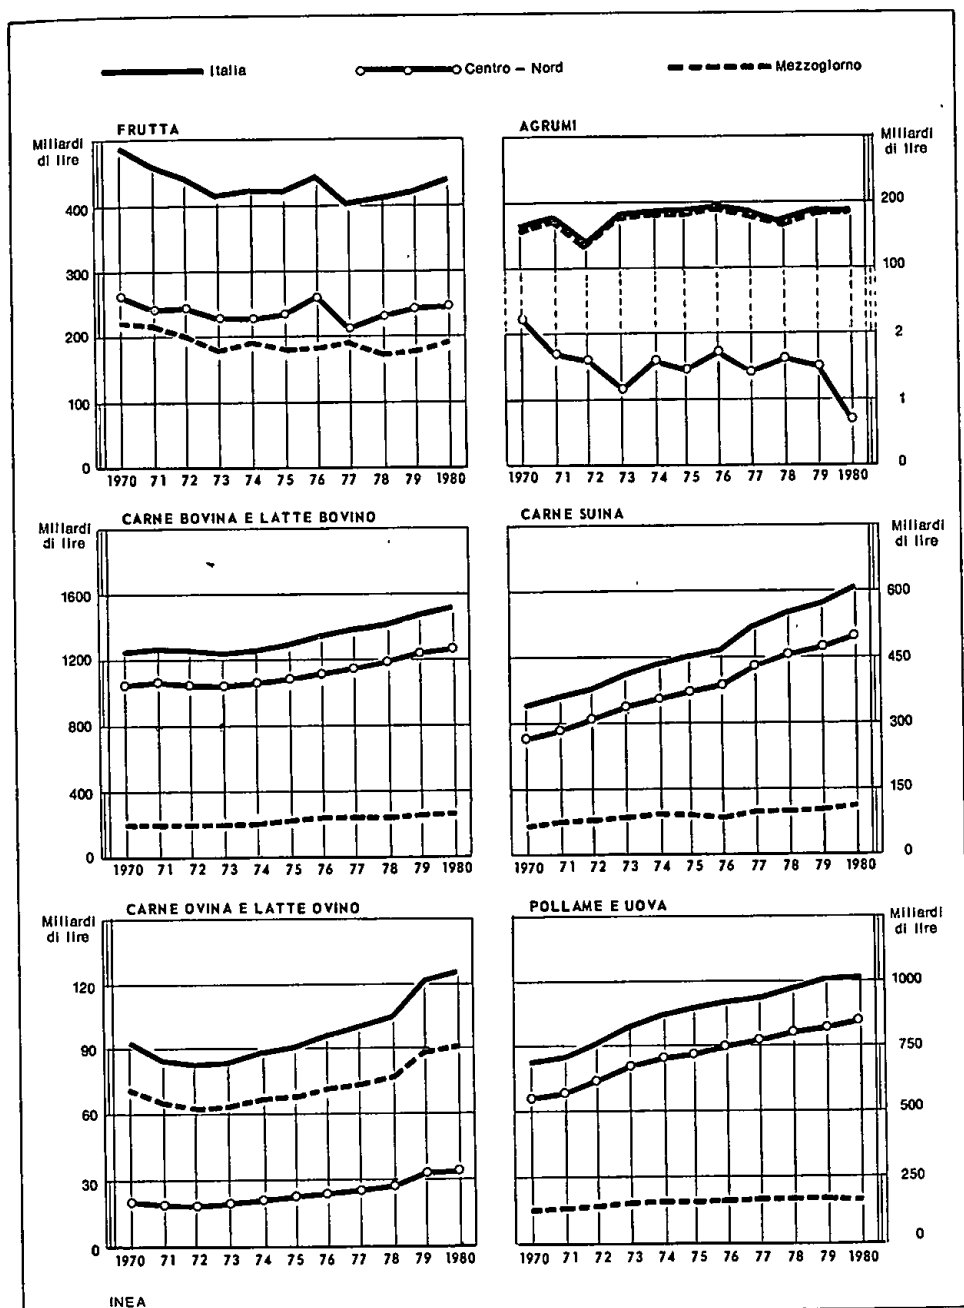 Italia
Centro – Nord
Mezzogiorno
FRUTTA
Miliardi
di lire
400
300
200
100
0
1970 71 72 73 74 75 76 77 78 79 1980
AGRUMI
Miliardi
di lire
200
100
2
1
0
1970 71 72 73 74 75 76 77 78 79 1980
CARNE BOVINA E LATTE BOVINO
Miliardi
di lire
1600
1200
800
400
0
1970 71 72 73 74 75 76 77 78 79 1980
CARNE SUINA
Miliardi
di lire
600
450
300
150
0
1970 71 72 73 74 75 76 77 78 79 1980
CARNE OVINA E LATTE OVINO
Miliardi
di lire
120
90
60
30
0
1970 71 72 73 74 75 76 77 78 79 1980
POLLAME E UOVA
Miliardi
di lire
1000
750
500
250
0
1970 71 72 73 74 75 76 77 78 79 1980
INEA